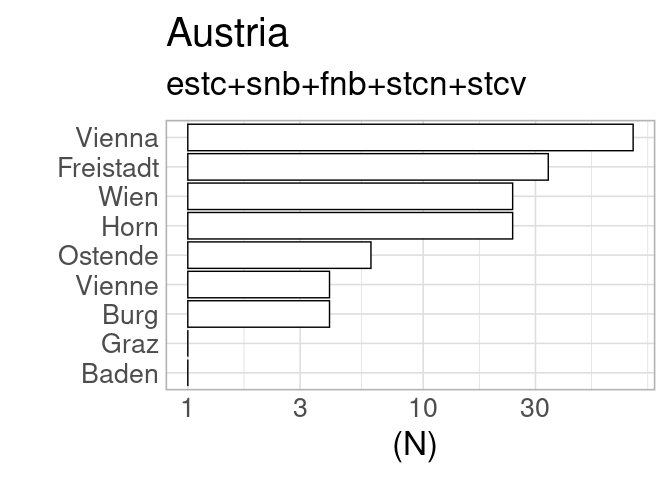 Austria
estc+snb+fnb+stcn+stcv
Vienna
Freistadt
Wien
Horn
Ostende
Vienne
Burg
Graz
Baden
1 3 10 30
(N)